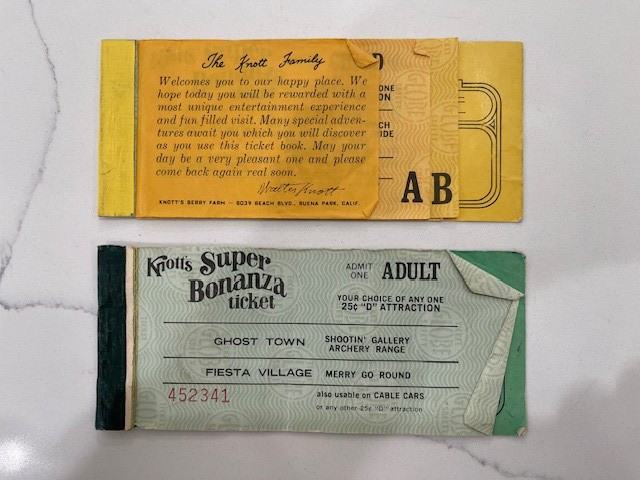 The Knott Family
Welcomes you to our happy place. We
hope today you will be rewarded with a
most unique entertainment experience
and fun filled visit. Many special adven-
tures await you which you will discover
as you use this ticket book. May your
day be a very pleasant one and please
come back again real soon.
Walter Knott
KNOTT'S BERRY FARM — 8039 BEACH BLVD., BUENA PARK, CALIF.
D
ONE
ON
CH
IDE
A B
Knott's Super
Bonanza
ticket
ADMIT
ONE ADULT
YOUR CHOICE OF ANY ONE
25¢ "D" ATTRACTION
GHOST TOWN SHOOTIN' GALLERY
ARCHERY RANGE
FIESTA VILLAGE MERRY GO ROUND
452341
also usable on CABLE CARS
or any other 25¢ "D" attraction